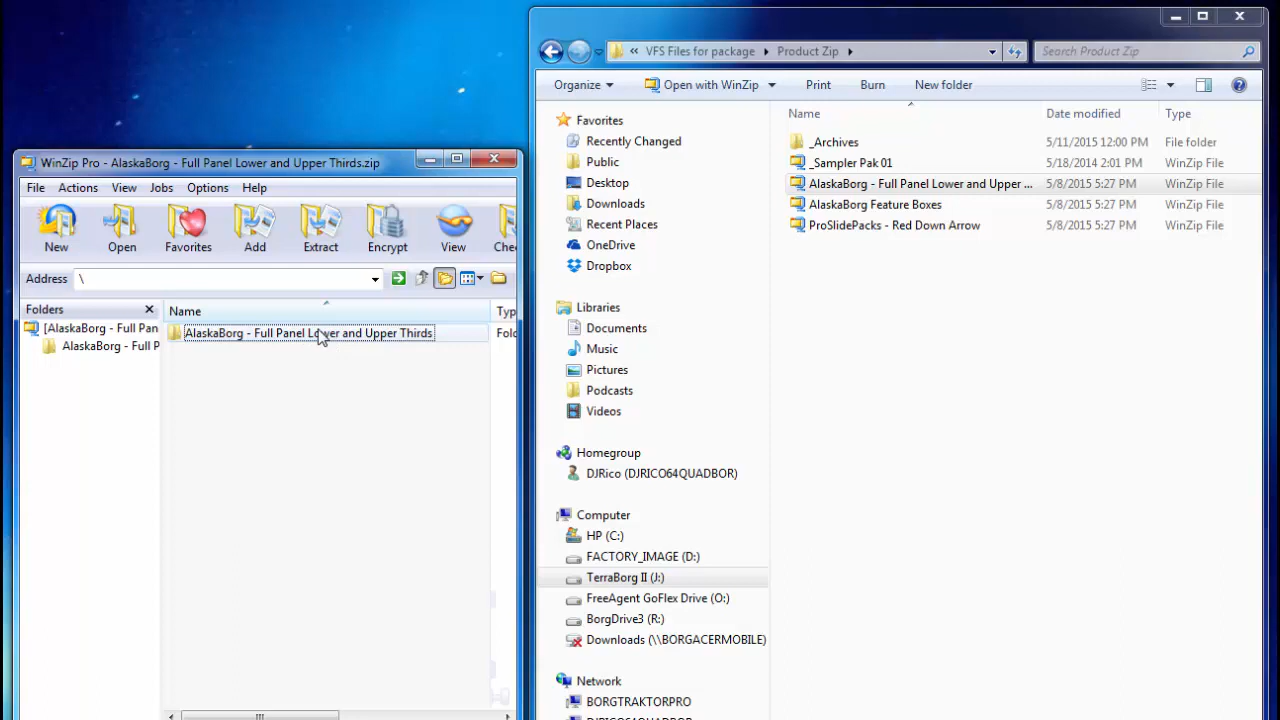 WinZip Pro - AlaskaBorg - Full Panel Lower and Upper Thirds.zip
File Actions View Jobs Options Help
New Open Favorites Add Extract Encrypt View
Address \
Folders
[AlaskaBorg - Full Pan
AlaskaBorg - Full P
Name Typ
AlaskaBorg - Full Panel Lower and Upper Thirds Fold
« VFS Files for package Product Zip
Search Product Zip
Organize Open with WinZip Print Burn New folder
Favorites
Recently Changed
Public
Desktop
Downloads
Recent Places
OneDrive
Dropbox
Libraries
Documents
Music
Pictures
Podcasts
Videos
Homegroup
DJRico (DJRICO64QUADBOR)
Computer
HP (C:)
FACTORY_IMAGE (D:)
TerraBorg II (J:)
FreeAgent GoFlex Drive (O:)
BorgDrive3 (R:)
Downloads (\\BORGACERMOBILE)
Network
BORGTRAKTORPRO
DJRICO64QUADBOR
Name Date modified Type
_Archives 5/11/2015 12:00 PM File folder
_Sampler Pak 01 5/18/2014 2:01 PM WinZip File
AlaskaBorg - Full Panel Lower and Upper ... 5/8/2015 5:27 PM WinZip File
AlaskaBorg Feature Boxes 5/8/2015 5:27 PM WinZip File
ProSlidePacks - Red Down Arrow 5/8/2015 5:27 PM WinZip File